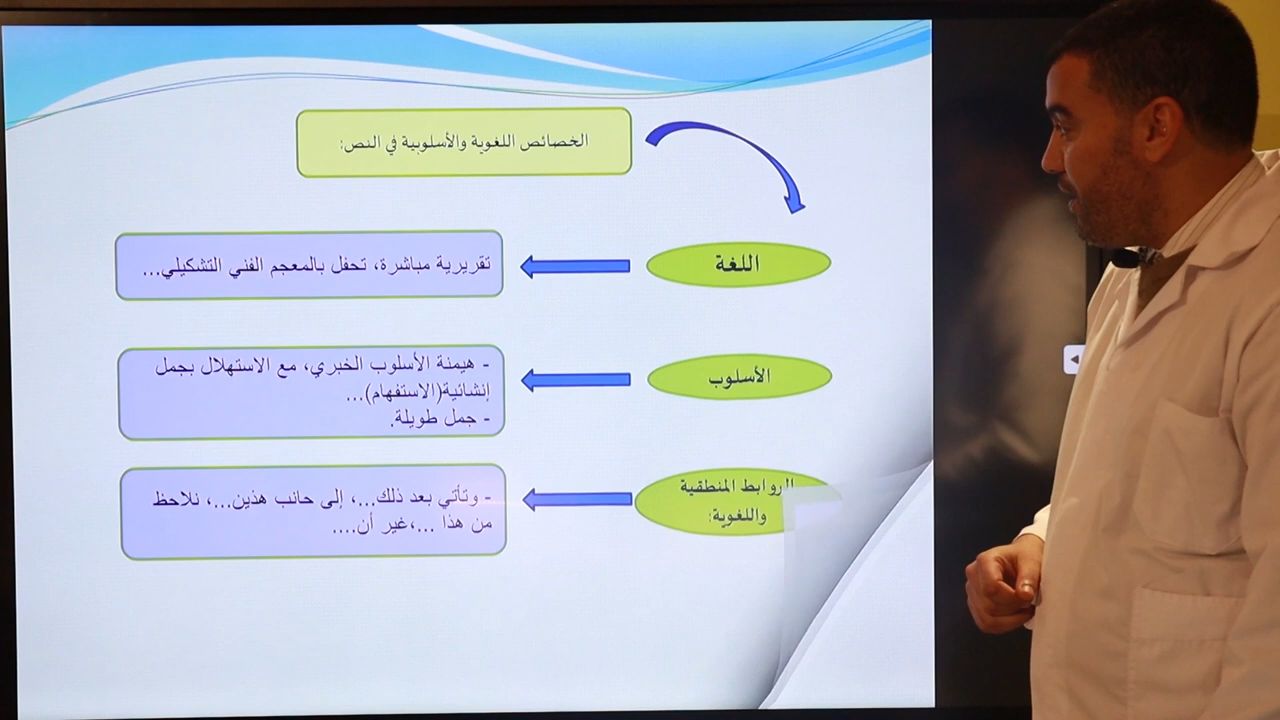 الخصائص اللغوية والأسلوبية في النص:
اللغة
تقريرية مباشرة، تحفل بالمعجم الفني التشكيلي...
الأسلوب
- هيمنة الأسلوب الخبري، مع الاستهلال بجمل
إنشائية(الاستفهام)...
- جمل طويلة.
الروابط المنطقية
واللغوية:
- وتأتي بعد ذلك...، إلى حانب هذين...، نلاحظ
من هذا ...،غير أن....